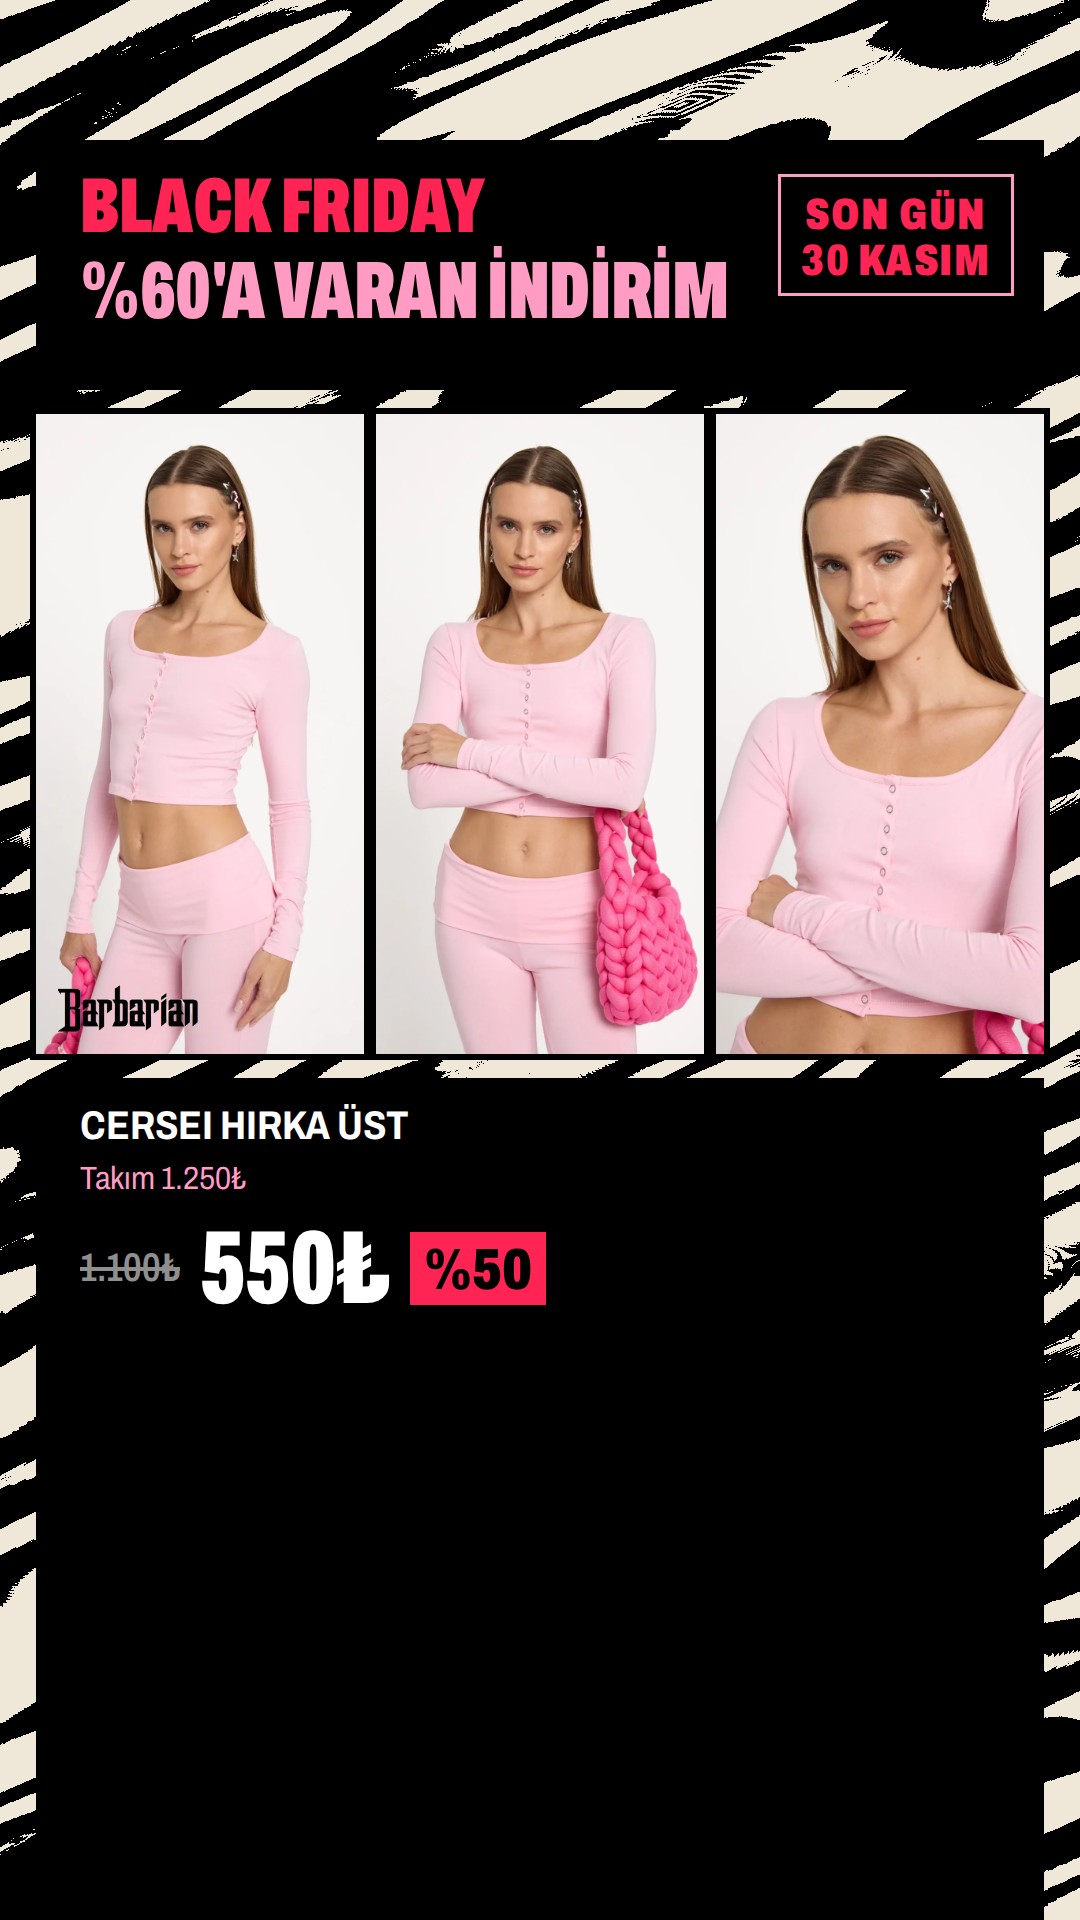 BLACK FRIDAY
%60'A VARAN İNDİRİM
SON GÜN
30 KASIM
Barbarian
CERSEI HIRKA ÜST
Takım 1.250₺
1.100₺ 550₺ %50